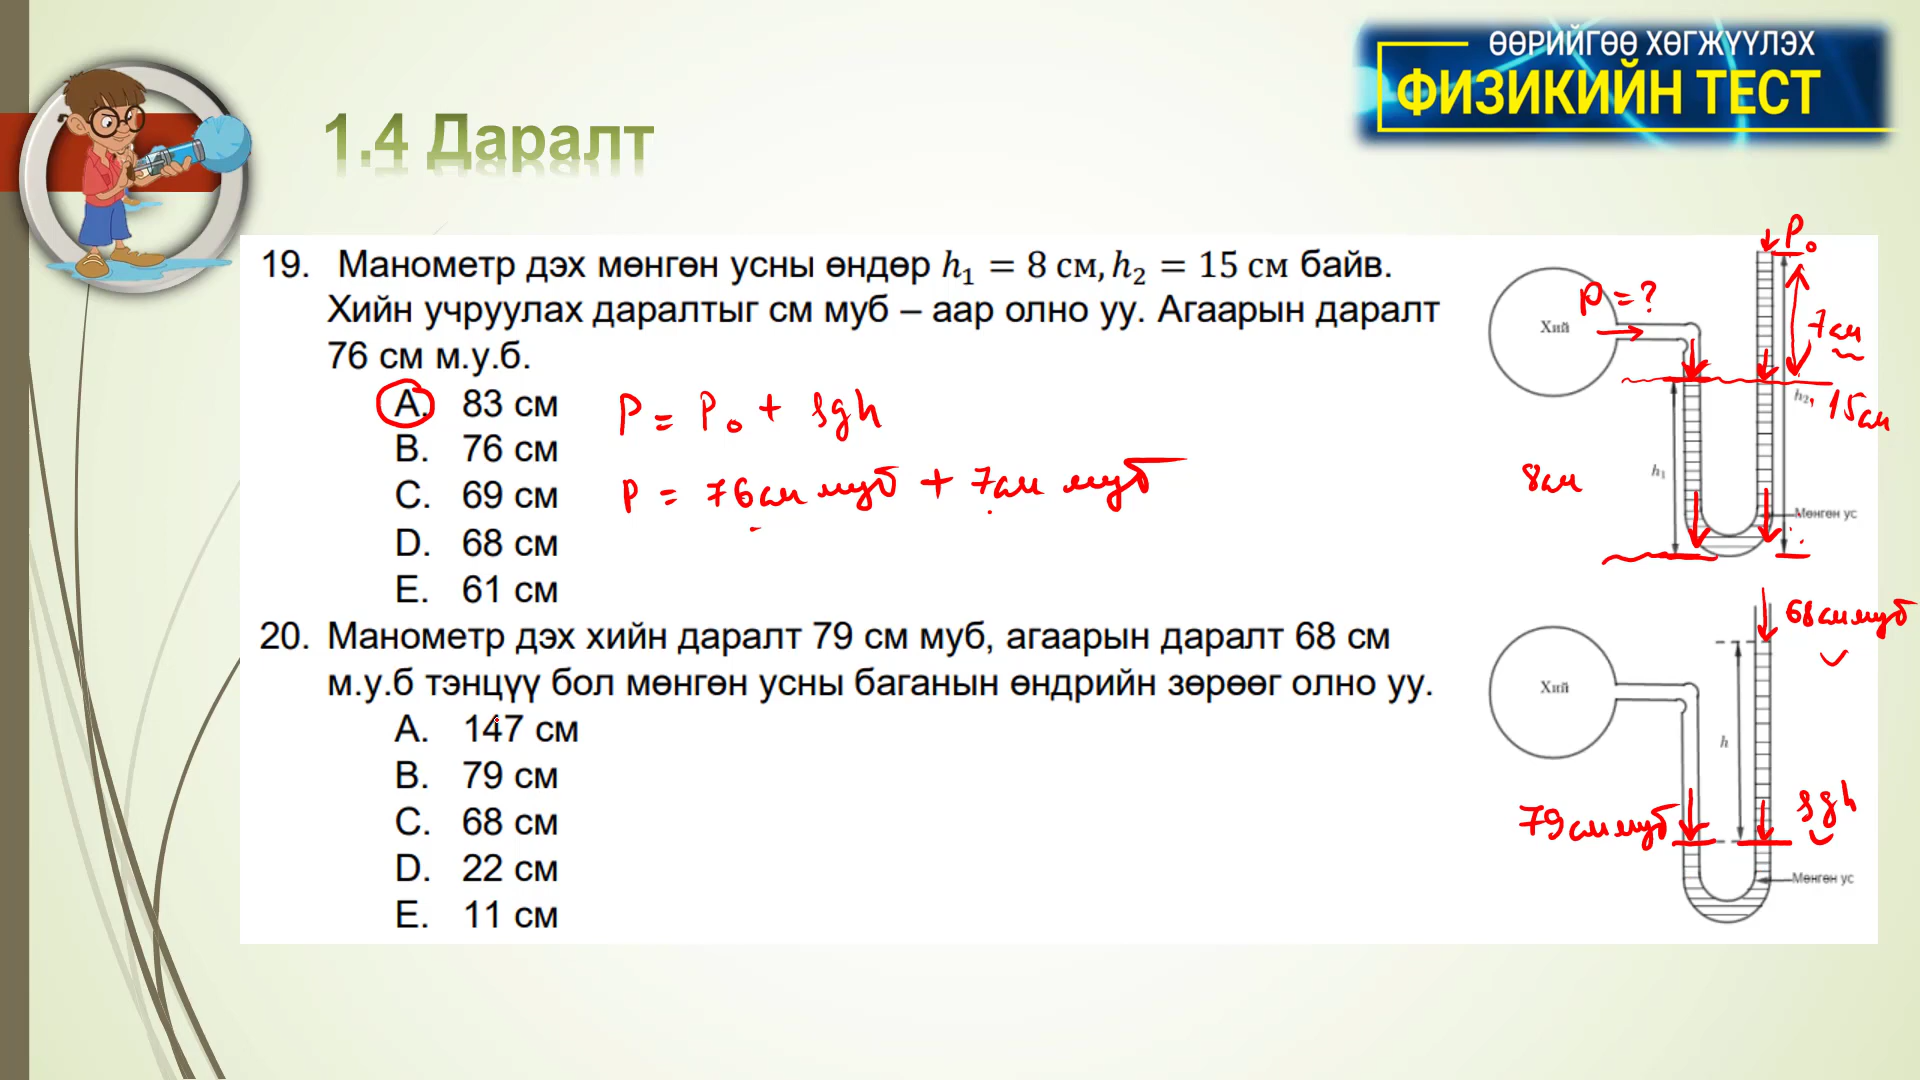 ӨӨРИЙГӨӨ ХӨГЖҮҮЛЭХ
ФИЗИКИЙН ТЕСТ
1.4 Даралт
19. Манометр дэх мөнгөн усны өндөр h₁ = 8 см, h₂ = 15 см байв.
Хийн учруулах даралтыг см муб – аар олно уу. Агаарын даралт
76 см м.у.б.
A. 83 см
B. 76 см
C. 69 см
D. 68 см
E. 61 см
P = P₀ + ρgh
P = 76 см муб + 7 см муб
P₀
P = ?
Хий
7см
h₂
15см
h₁
8см
Мөнгөн ус
20. Манометр дэх хийн даралт 79 см муб, агаарын даралт 68 см
м.у.б тэнцүү бол мөнгөн усны баганын өндрийн зөрөөг олно уу.
A. 147 см
B. 79 см
C. 68 см
D. 22 см
E. 11 см
68см муб
Хий
h
79см муб
ρgh
Мөнгөн ус